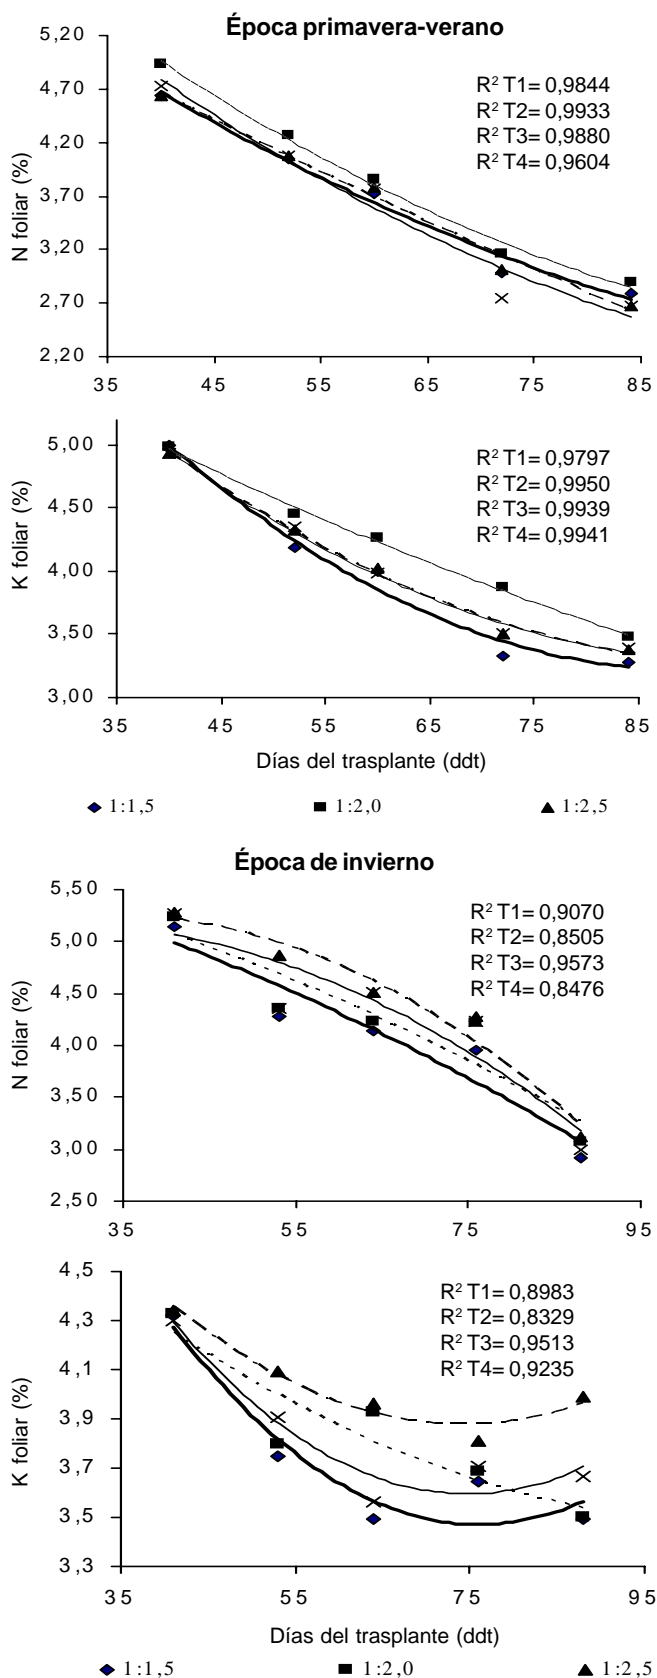 Época primavera-verano
5,20
4,70
4,20
3,70
3,20
2,70
2,20
N foliar (%)
R² T1= 0,9844
R² T2= 0,9933
R² T3= 0,9880
R² T4= 0,9604
35 45 55 65 75 85
5,00
4,50
4,00
3,50
3,00
K foliar (%)
R² T1= 0,9797
R² T2= 0,9950
R² T3= 0,9939
R² T4= 0,9941
35 45 55 65 75 85
Días del trasplante (ddt)
1:1,5 1:2,0 1:2,5
Época de invierno
5,50
5,00
4,50
4,00
3,50
3,00
2,50
N foliar (%)
R² T1= 0,9070
R² T2= 0,8505
R² T3= 0,9573
R² T4= 0,8476
35 55 75 95
4,5
4,3
4,1
3,9
3,7
3,5
3,3
K foliar (%)
R² T1= 0,8983
R² T2= 0,8329
R² T3= 0,9513
R² T4= 0,9235
35 55 75 95
Días del trasplante (ddt)
1:1,5 1:2,0 1:2,5